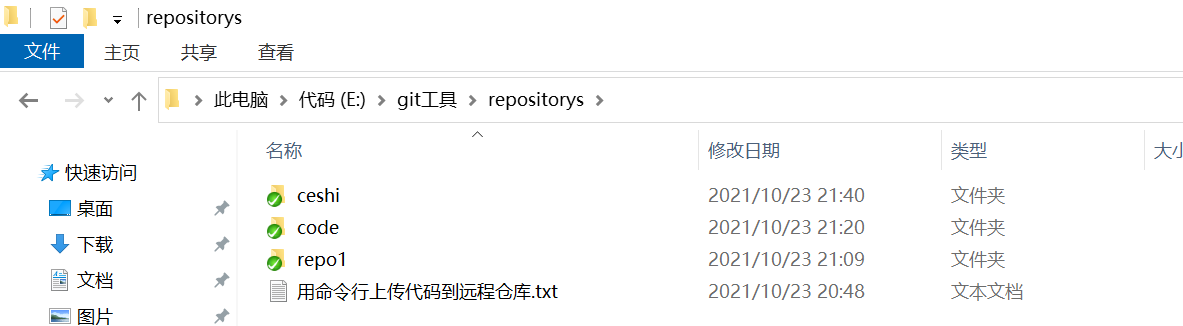 repositorys
文件 主页 共享 查看
此电脑 代码 (E:) git工具 repositorys
名称 修改日期 类型 大小
快速访问
桌面
下载
文档
图片
ceshi 2021/10/23 21:40 文件夹
code 2021/10/23 21:20 文件夹
repo1 2021/10/23 21:09 文件夹
用命令行上传代码到远程仓库.txt 2021/10/23 20:48 文本文档